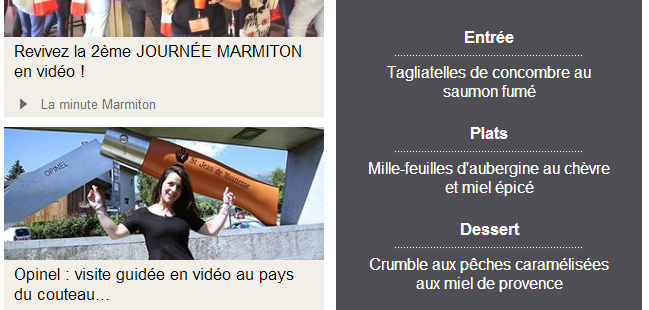 Revivez la 2ème JOURNÉE MARMITON
en vidéo !
La minute Marmiton
OPINEL
St Jean de Maurienne
Opinel : visite guidée en vidéo au pays
du couteau...
Entrée
Tagliatelles de concombre au
saumon fumé
Plats
Mille-feuilles d'aubergine au chèvre
et miel épicé
Dessert
Crumble aux pêches caramélisées
aux miel de provence